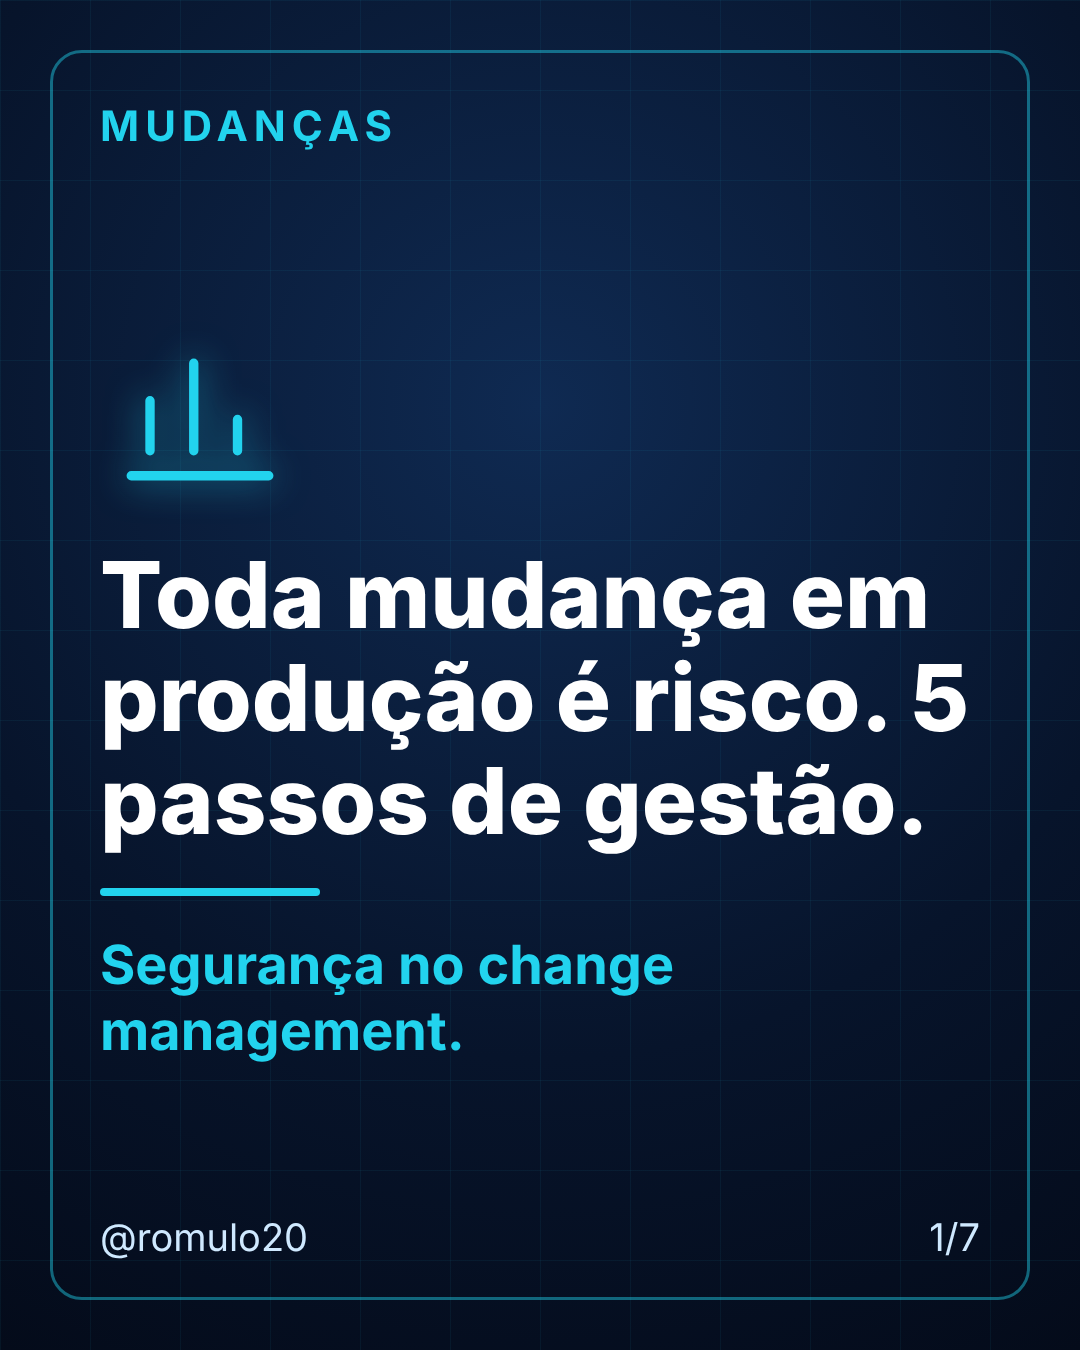 MUDANÇAS
Toda mudança em
produção é risco. 5
passos de gestão.
Segurança no change
management.
@romulo20
1/7